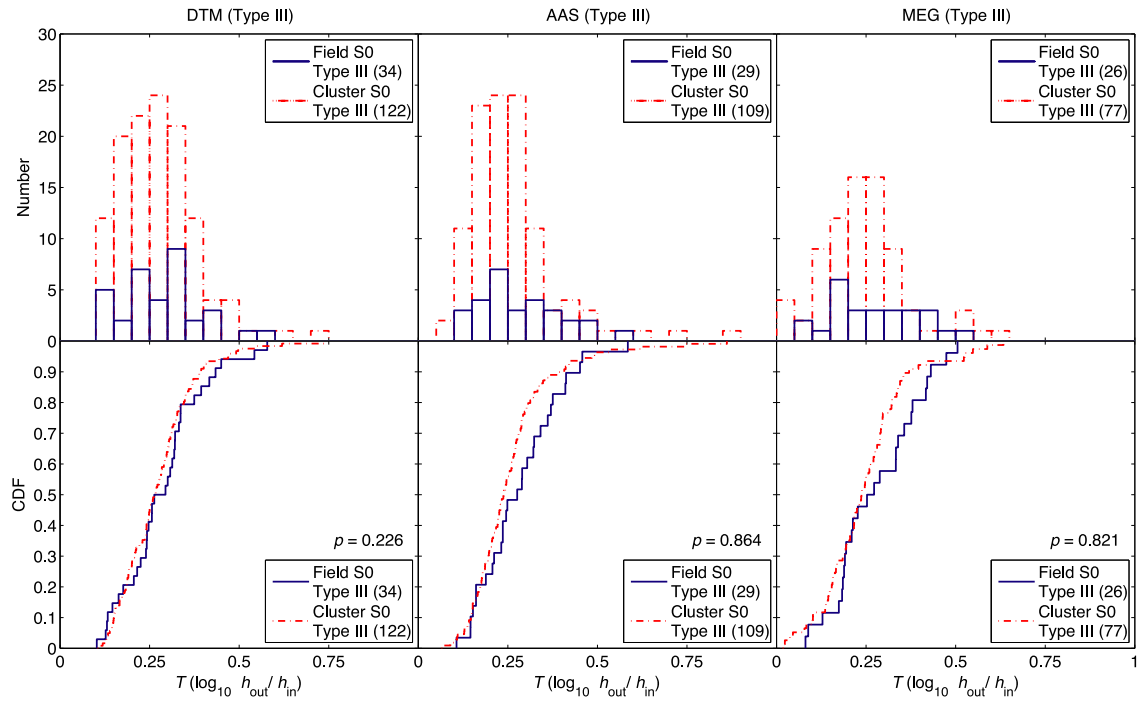 DTM (Type III)
AAS (Type III)
MEG (Type III)
30
25
20
15
10
5
0
Number
Field S0
Type III (34)
Cluster S0
Type III (122)
Field S0
Type III (29)
Cluster S0
Type III (109)
Field S0
Type III (26)
Cluster S0
Type III (77)
0.9
0.8
0.7
0.6
0.5
0.4
0.3
0.2
0.1
0
CDF
p = 0.226
Field S0
Type III (34)
Cluster S0
Type III (122)
p = 0.864
Field S0
Type III (29)
Cluster S0
Type III (109)
p = 0.821
Field S0
Type III (26)
Cluster S0
Type III (77)
0 0.25 0.5 0.75 0 0.25 0.5 0.75 0 0.25 0.5 0.75 1
T (log10 hout/ hin)
T (log10 hout/ hin)
T (log10 hout/ hin)